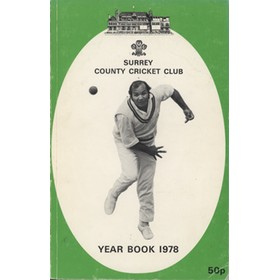 SURREY
COUNTY CRICKET CLUB
YEAR BOOK 1978
50p